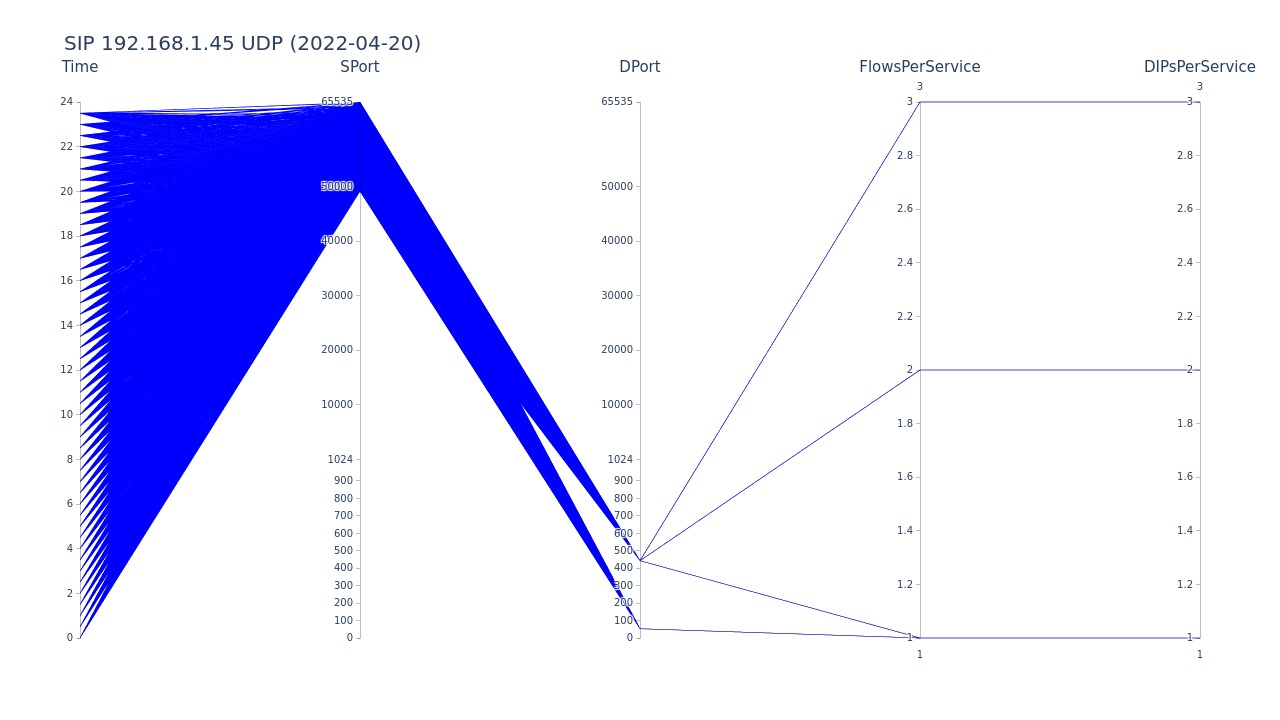 SIP 192.168.1.45 UDP (2022-04-20)
Time SPort DPort FlowsPerService DIPsPerService
3 3
24 65535 65535 3 3
22 50000 50000 2.8 2.8
20 40000 40000 2.6 2.6
18 30000 30000 2.4 2.4
16 20000 20000 2.2 2.2
14 10000 10000 2 2
12 1024 1024 1.8 1.8
10 900 900 1.6 1.6
8 800 800 1.4 1.4
6 700 700 1.2 1.2
4 600 600 1 1
2 500 500
0 400 400
300 300
200 200
100 100
0 0
1 1